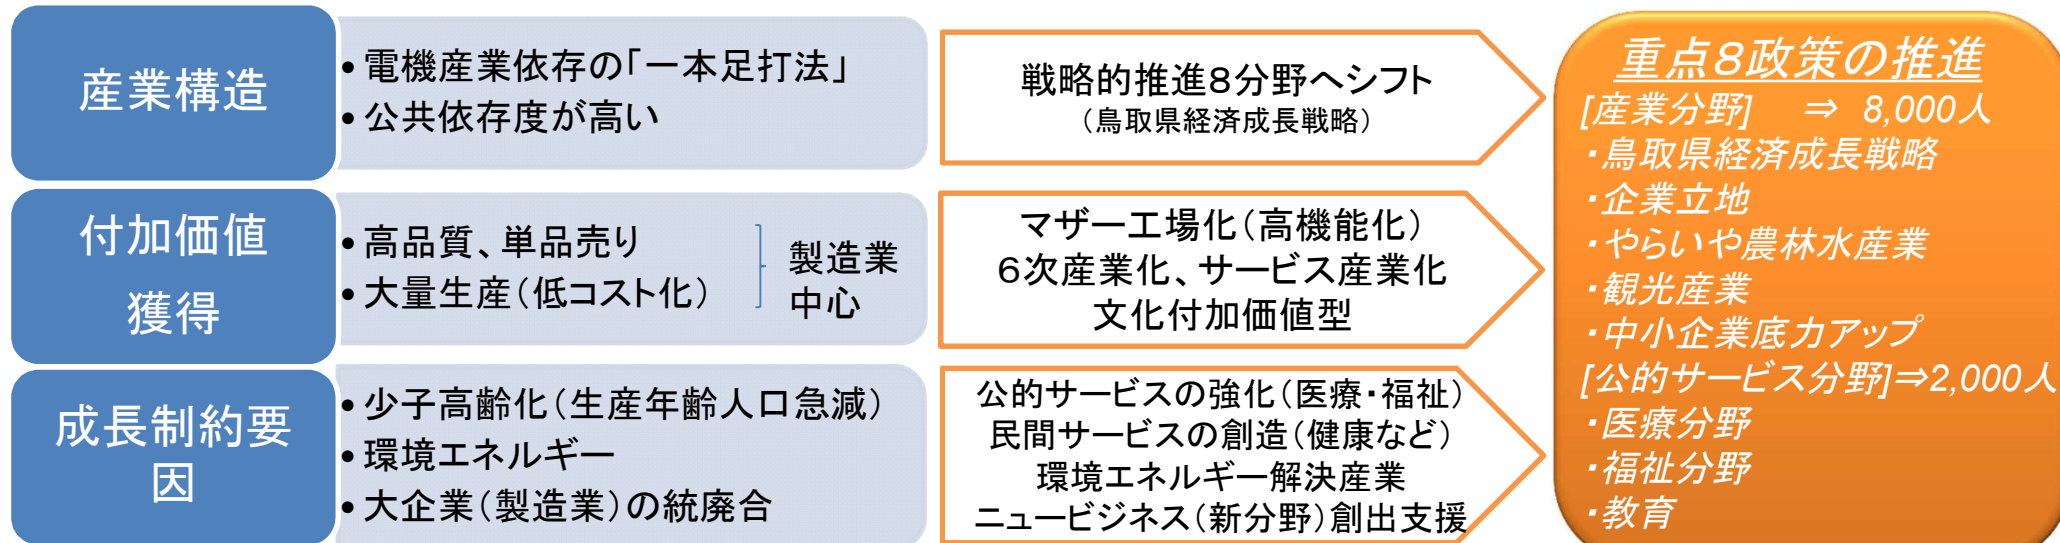 産業構造
• 電機産業依存の「一本足打法」
• 公共依存度が高い
戦略的推進８分野へシフト
（鳥取県経済成長戦略）
付加価値
獲得
• 高品質、単品売り
• 大量生産（低コスト化）
製造業
中心
マザー工場化（高機能化）
６次産業化、サービス産業化
文化付加価値型
成長制約要
因
• 少子高齢化（生産年齢人口急減）
• 環境エネルギー
• 大企業（製造業）の統廃合
公的サービスの強化（医療・福祉）
民間サービスの創造（健康など）
環境エネルギー解決産業
ニュービジネス（新分野）創出支援
重点８政策の推進
[産業分野]　⇒ 8,000人
・鳥取県経済成長戦略
・企業立地
・やらいや農林水産業
・観光産業
・中小企業底力アップ
[公的サービス分野]⇒2,000人
・医療分野
・福祉分野
・教育